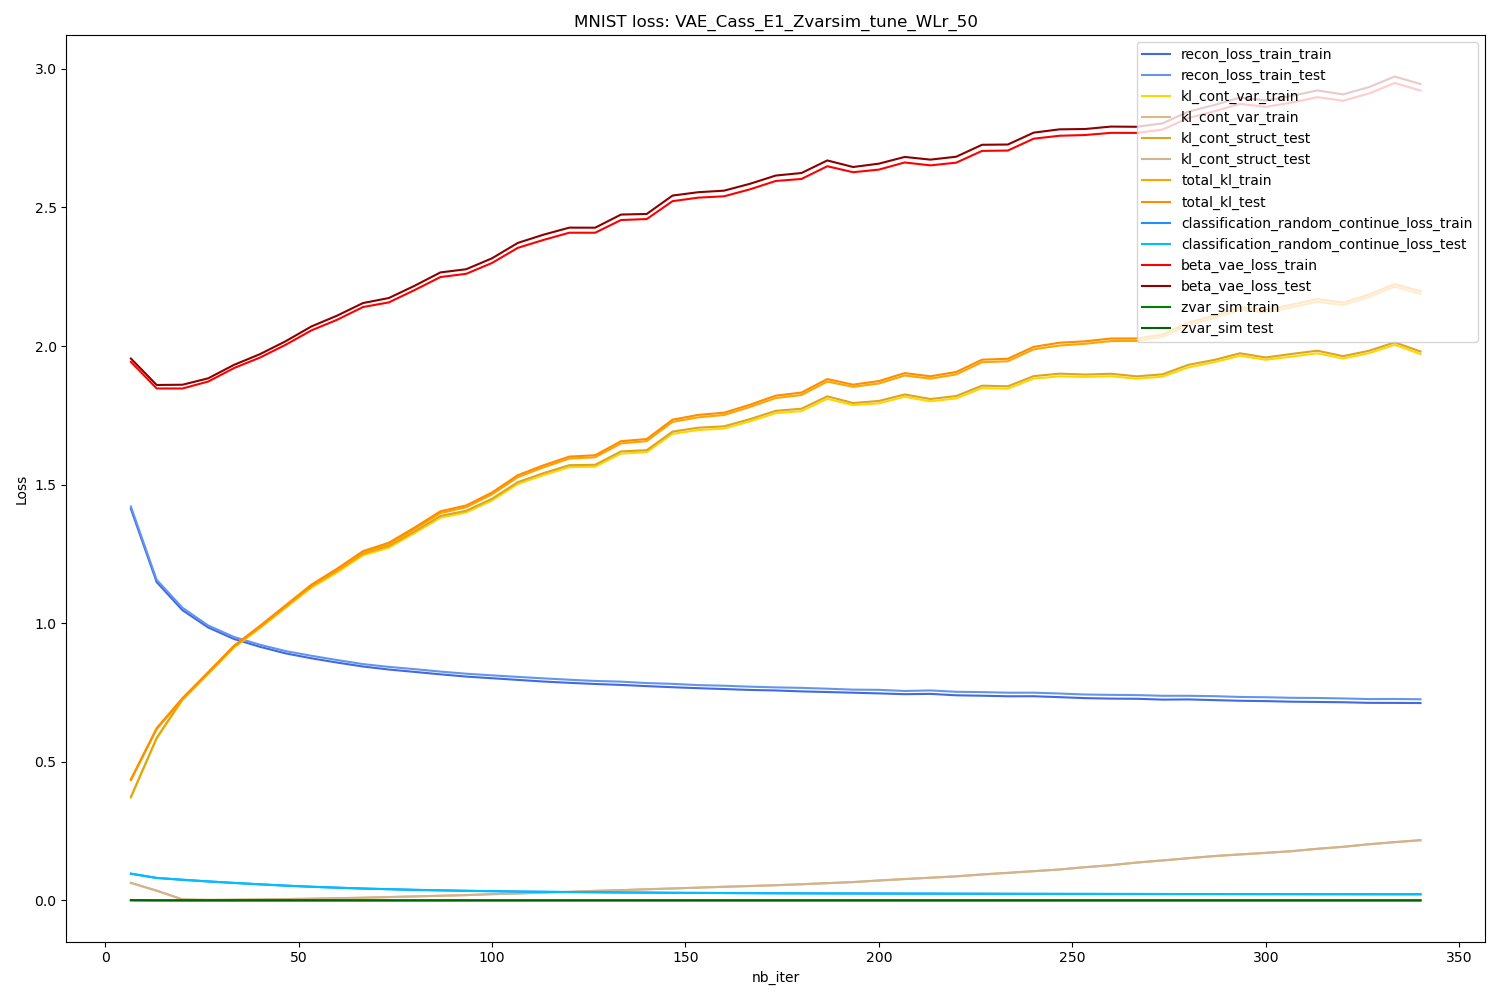 MNIST loss: VAE_Cass_E1_Zvarsim_tune_WLr_50
recon_loss_train_train
recon_loss_train_test
kl_cont_var_train
kl_cont_var_train
kl_cont_struct_test
kl_cont_struct_test
total_kl_train
total_kl_test
classification_random_continue_loss_train
classification_random_continue_loss_test
beta_vae_loss_train
beta_vae_loss_test
zvar_sim train
zvar_sim test
3.0
2.5
2.0
1.5
1.0
0.5
0.0
Loss
0 50 100 150 200 250 300 350
nb_iter